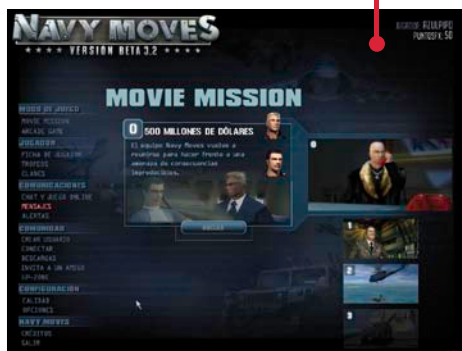 NAVY MOVES
**** VERSION BETA 3.2 ****
JUGADOR AZULPIPO
PUNTOSFX: 50
MOVIE MISSION
MODO DE JUEGO
MOVIE MISSION
ARCADE GAME
JUGADOR
FICHA DE JUGADOR
TROFEOS
CLANES
COMUNICACIONES
CHAT Y JUEGO ONLINE
MENSAJES
ALERTAS
COMUNIDAD
CREAR USUARIO
CONECTAR
DESCARGAS
INVITA A UN AMIGO
CONFIGURACIÓN
CALIDAD
OPCIONES
NAVY MOVES
CRÉDITOS
SALIR
0 500 MILLONES DE DÓLARES
El equipo Navy Moves vuelve a
reunirse para hacer frente a una
amenaza de consecuencias
impredecibles.
0
1
2
3